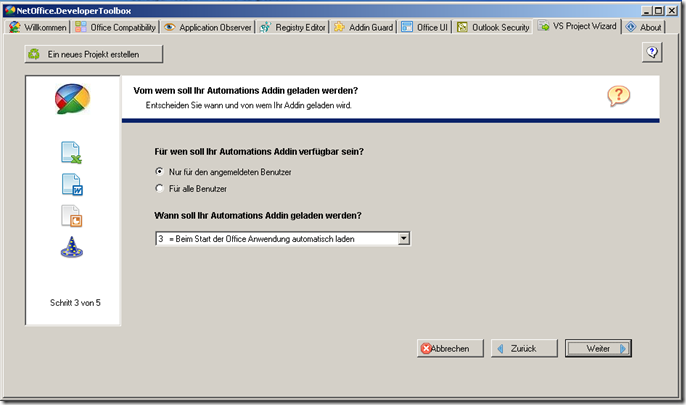 NetOffice.DeveloperToolbox
Willkommen Office Compatibility Application Observer Registry Editor Addin Guard Office UI Outlook Security VS Project Wizard About
Ein neues Projekt erstellen
Vom wem soll Ihr Automations Addin geladen werden?
Entscheiden Sie wann und von wem Ihr Addin geladen wird.
Für wen soll Ihr Automations Addin verfügbar sein?
Nur für den angemeldeten Benutzer
Für alle Benutzer
Wann soll Ihr Automations Addin geladen werden?
3 = Beim Start der Office Anwendung automatisch laden
Schritt 3 von 5
Abbrechen Zurück Weiter